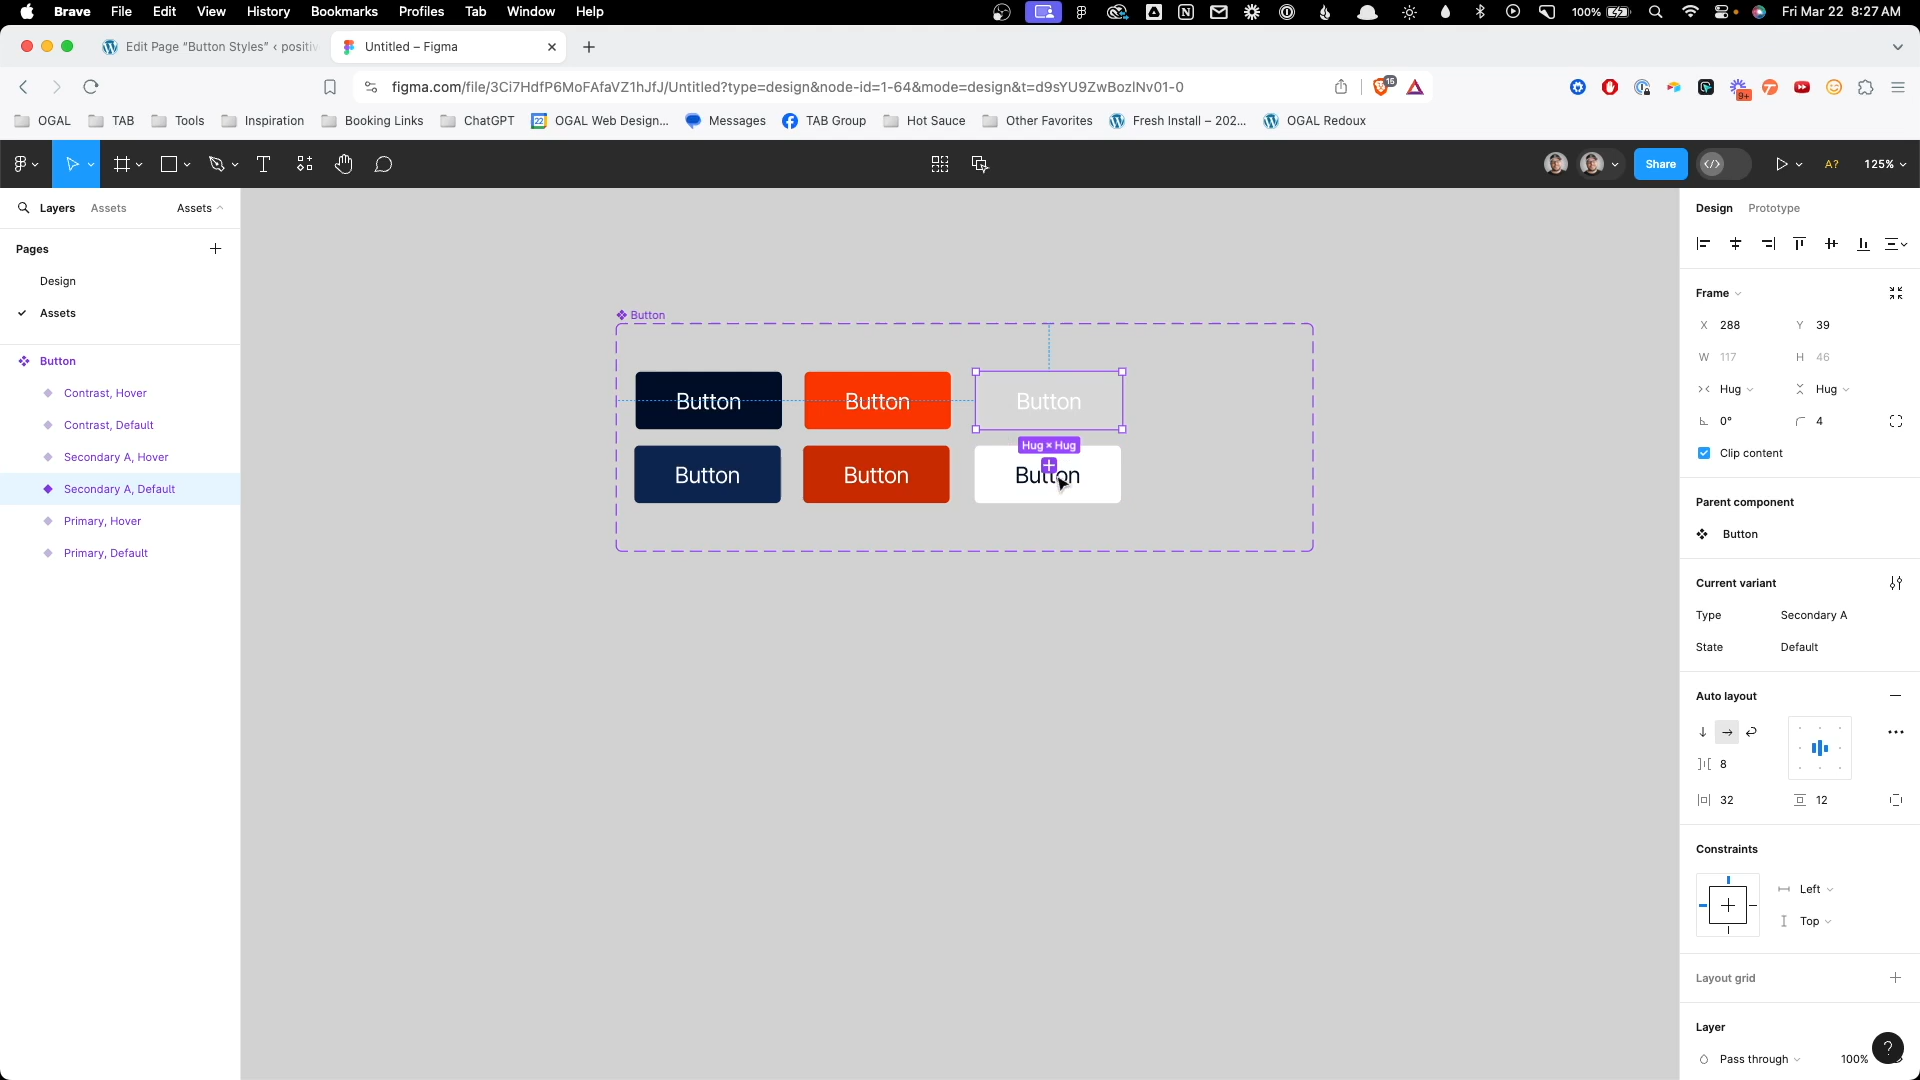 Brave File Edit View History Bookmarks Profiles Tab Window Help 100% Fri Mar 22 8:27 AM
Edit Page "Button Styles" ‹ positiv Untitled – Figma
figma.com/file/3Ci7HdfP6MoFAfaVZ1hJfJ/Untitled?type=design&node-id=1-64&mode=design&t=d9sYU9ZwBozlNv01-0 15 9+
OGAL TAB Tools Inspiration Booking Links ChatGPT 22 OGAL Web Design... Messages TAB Group Hot Sauce Other Favorites Fresh Install – 202... OGAL Redoux
Share A? 125%
Layers Assets Assets
Pages
Design
Assets
Button
Contrast, Hover
Contrast, Default
Secondary A, Hover
Secondary A, Default
Primary, Hover
Primary, Default
Button
Button Button Button
Hug × Hug
Button Button Button
Design Prototype
Frame
X 288 Y 39
W 117 H 46
Hug Hug
0° 4
Clip content
Parent component
Button
Current variant
Type Secondary A
State Default
Auto layout
8
32 12
Constraints
Left
Top
Layout grid
Layer
Pass through 100%
?